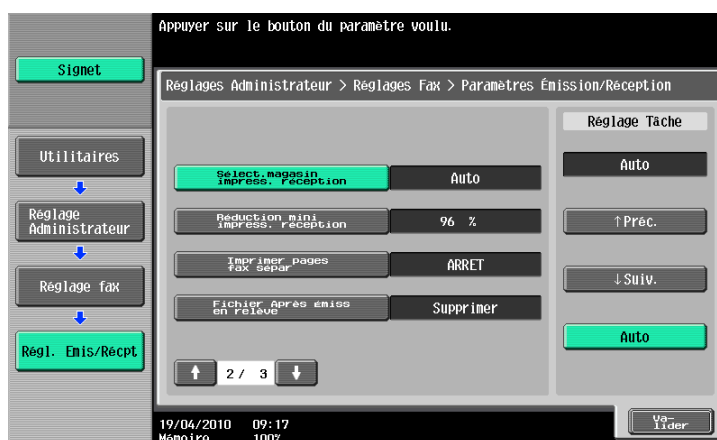 Appuyer sur le bouton du paramètre voulu.
Signet
Réglages Administrateur > Réglages Fax > Paramètres Émission/Réception
Utilitaires
Réglage
Administrateur
Réglage fax
Régl. Emis/Récpt
Sélect.magasin
impress. réception
Auto
Réduction mini
impress. réception
96 %
Imprimer pages
fax sépar
ARRET
Fichier Après émiss
en relève
Supprimer
2/ 3
Réglage Tâche
Auto
↑Préc.
↓Suiv.
Auto
19/04/2010 09:17
Mémoire 100%
Va-
lider